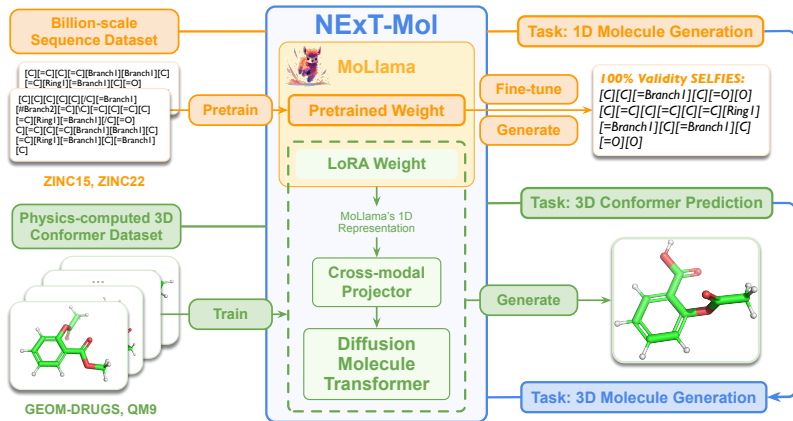 Billion-scale
Sequence Dataset
[C][=C][C][=C][Branch1][Branch1][C]
[=C][Ring1][=Branch1][C][=O]
[C][C][C][C][C][/C][=Branch1]
[#Branch2][=C][\C][=C][C][=C][C]
[=C][Ring1][=Branch1][/C][=O]
C][=C][C][=C][Branch1][Branch1][C]
[=C][Ring1][=Branch1][C][=Branch1]
[C]
ZINC15, ZINC22
Pretrain
NExT-Mol
MoLlama
Pretrained Weight
LoRA Weight
MoLlama's 1D
Representation
Cross-modal
Projector
Diffusion
Molecule
Transformer
Task: 1D Molecule Generation
Fine-tune
Generate
100% Validity SELFIES:
[C][C][=Branch1][C][=O][O]
[C][=C][C][=C][C][=C][Ring1]
[=Branch1][C][=Branch1][C]
[=O][O]
Physics-computed 3D
Conformer Dataset
...
GEOM-DRUGS, QM9
Train
Task: 3D Conformer Prediction
Generate
Task: 3D Molecule Generation